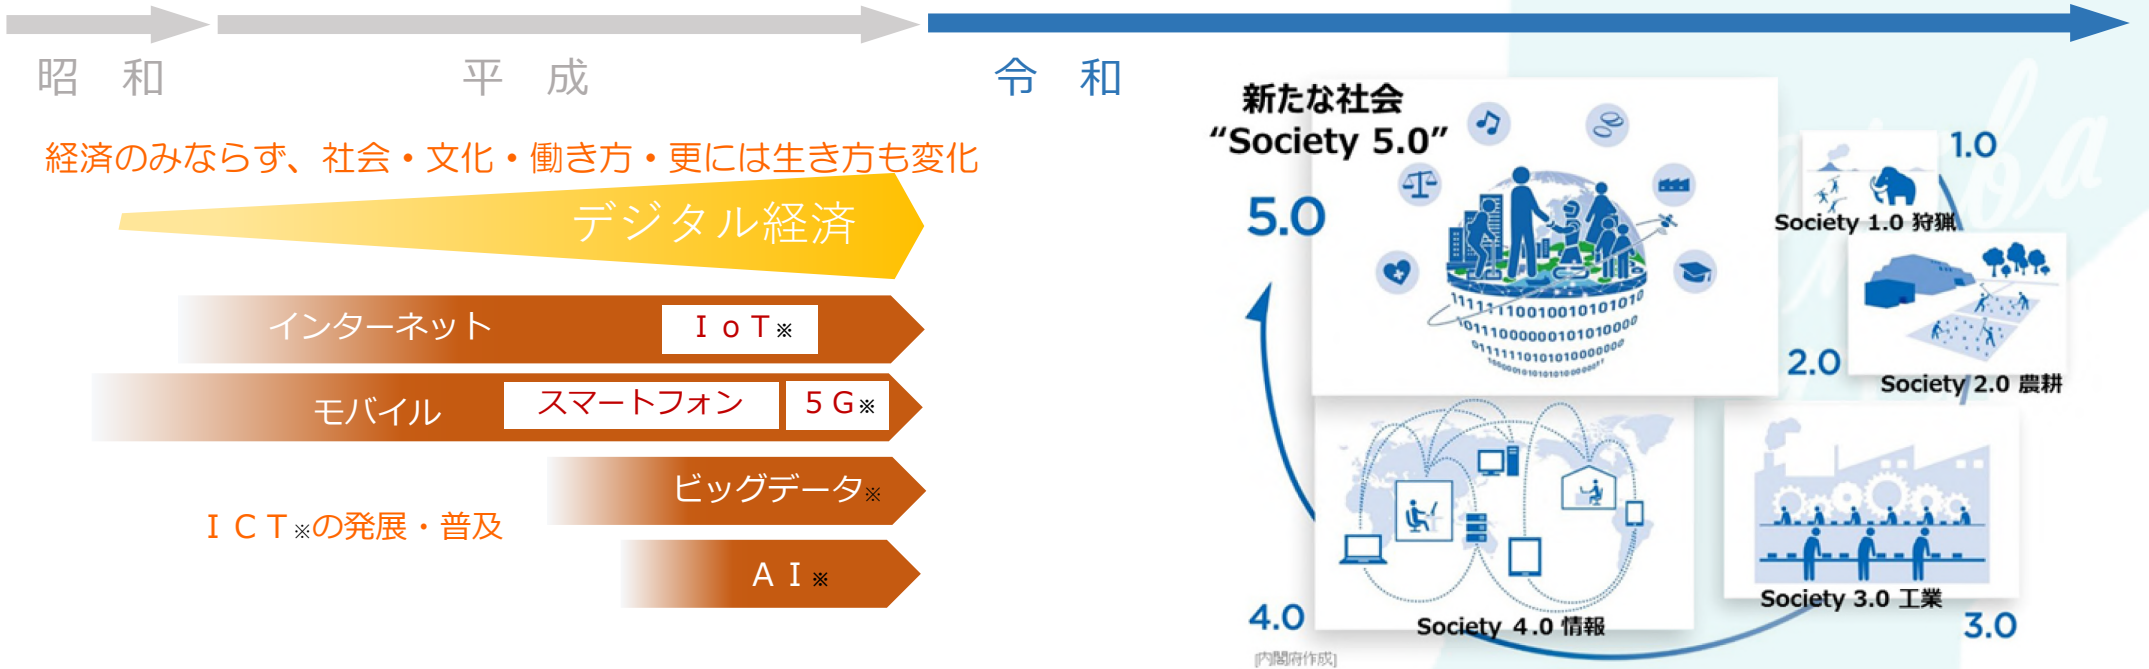 昭 和
平 成
令 和
経済のみならず、社会・文化・働き方・更には生き方も変化
デジタル経済
インターネット
ＩｏＴ※
モバイル
スマートフォン
５Ｇ※
ビッグデータ※
ＩＣＴ※の発展・普及
ＡＩ※
新たな社会
“Society 5.0”
5.0
1.0
Society 1.0 狩猟
2.0
Society 2.0 農耕
Society 3.0 工業
3.0
4.0
Society ４.0 情報
[内閣府作成]